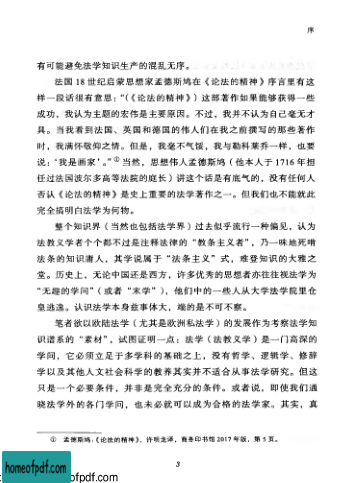 序
有可能避免法学知识生产的混乱无序。
法国 18 世纪启蒙思想家孟德斯鸠在《论法的精神》序言里有这
样一段话很有意思：“（《论法的精神》）这部著作如果能够获得一些
成功，我认为主题的宏伟是主要原因。不过，我并不认为自己毫无才
具。当我看到法国、英国和德国的伟人们在我之前撰写的那些著作
时，我满怀敬仰之情。但是，我毫不气馁，我与勒科莱乔一样，也要
说：‘我是画家’。”① 当然，思想伟人孟德斯鸠（他本人于 1716 年担
任过法国波尔多高等法院的庭长）讲这个话是有底气的，没有任何人
否认《论法的精神》是史上重要的法学著作之一。但我们也不能就此
完全搞明白法学为何物。
整个知识界（当然也包括法学界）过去似乎流行一种偏见，认为
法教义学者个个都不过是注释法律的“教条主义者”，乃一味地死啃
法条的知识庸人，其学说属于“法条主义”式，难登知识的大雅之
堂。历史上，无论中国还是西方，许多优秀的思想者亦往往视法学为
“无趣的学问”（或者“末学”），他们中的一些人从大学法学院里仓
皇逃逸。认识法学本身兹事体大，端的是不可不察。
笔者欲以欧陆法学（尤其是欧洲私法学）的发展作为考察法学知
识谱系的“素材”，试图证明一点：法学（法教义学）是一门高深的
学问，它必须立足于多学科的基础之上，没有哲学、逻辑学、修辞
学以及其他人文社会科学的教养其实并不适合从事法学研究。但这
只是一个必要条件，并非是完全充分的条件。或者说，即使我们通
晓法学外的各门学问，也未必就可以成为合格的法学家。其实，真
① 孟德斯鸠：《论法的精神》，许明龙译，商务印书馆 2017 年版，第 5 页。
3
homeofpdf.com
homeofpdf.com